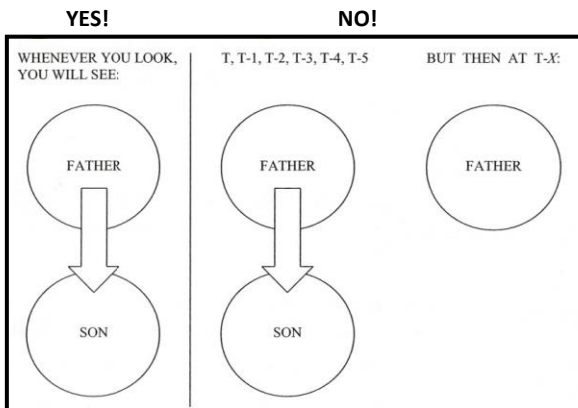 YES!
NO!
WHENEVER YOU LOOK,
YOU WILL SEE:
FATHER
SON
T, T-1, T-2, T-3, T-4, T-5
FATHER
SON
BUT THEN AT T-X:
FATHER